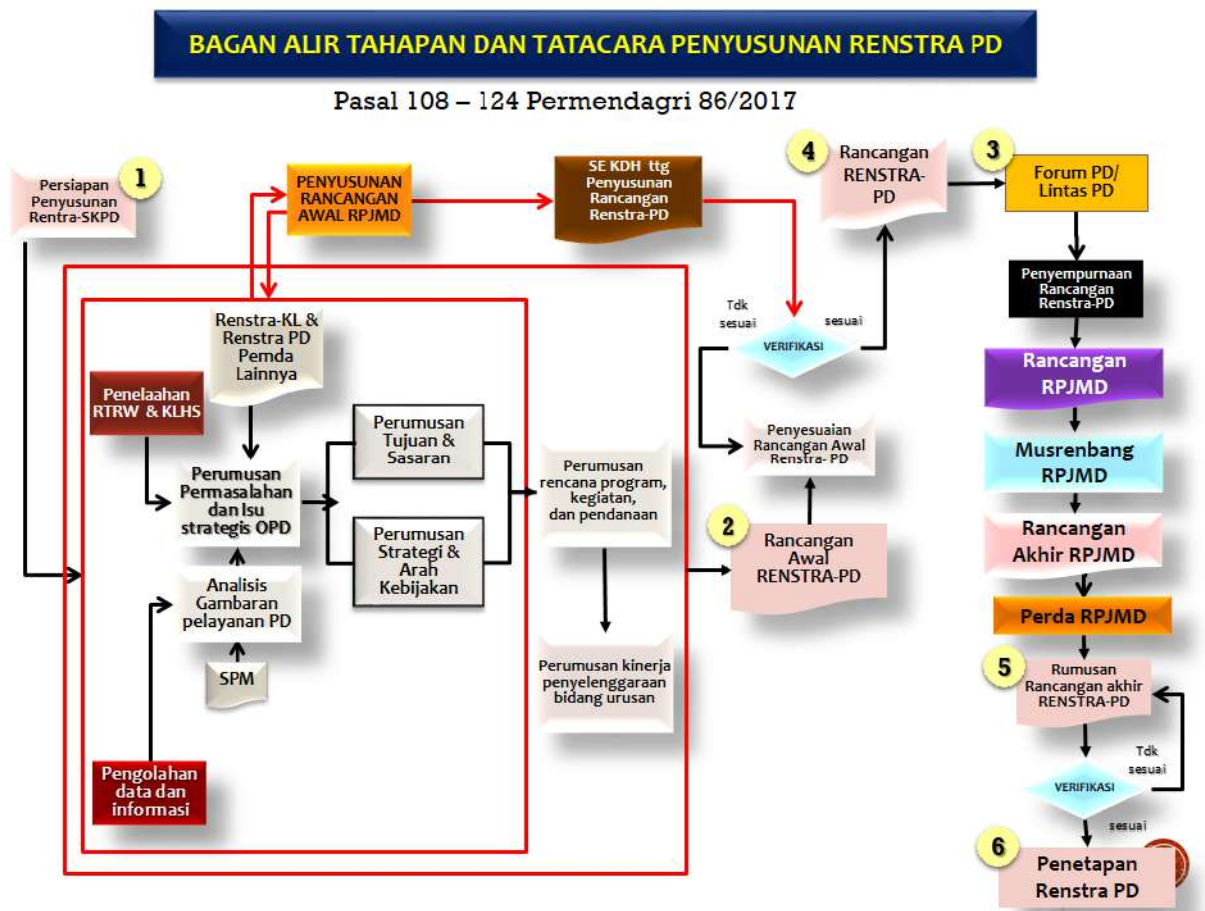 BAGAN ALIR TAHAPAN DAN TATACARA PENYUSUNAN RENSTRA PD
Pasal 108 – 124 Permendagri 86/2017
1
Persiapan
Penyusunan
Rentra-SKPD
PENYUSUNAN
RANCANGAN
AWAL RPJMD
SE KDH ttg
Penyusunan
Rancangan
Renstra-PD
4
Rancangan
RENSTRA-
PD
3
Forum PD/
Lintas PD
Penyempurnaan
Rancangan
Renstra-PD
Renstra-KL &
Renstra PD
Pemda
Lainnya
Penelaahan
RTRW & KLHS
Perumusan
Permasalahan
dan Isu
strategis OPD
Analisis
Gambaran
pelayanan PD
SPM
Pengolahan
data dan
informasi
Perumusan
Tujuan &
Sasaran
Perumusan
Strategi &
Arah
Kebijakan
Perumusan
rencana program,
kegiatan,
dan pendanaan
Perumusan kinerja
penyelenggaraan
bidang urusan
Tdk
sesuai
sesuai
VERIFIKASI
Penyesuaian
Rancangan Awal
Renstra- PD
2
Rancangan
Awal
RENSTRA-PD
Rancangan
RPJMD
Musrenbang
RPJMD
Rancangan
Akhir RPJMD
Perda RPJMD
5
Rumusan
Rancangan akhir
RENSTRA-PD
Tdk
sesuai
VERIFIKASI
sesuai
6
Penetapan
Renstra PD